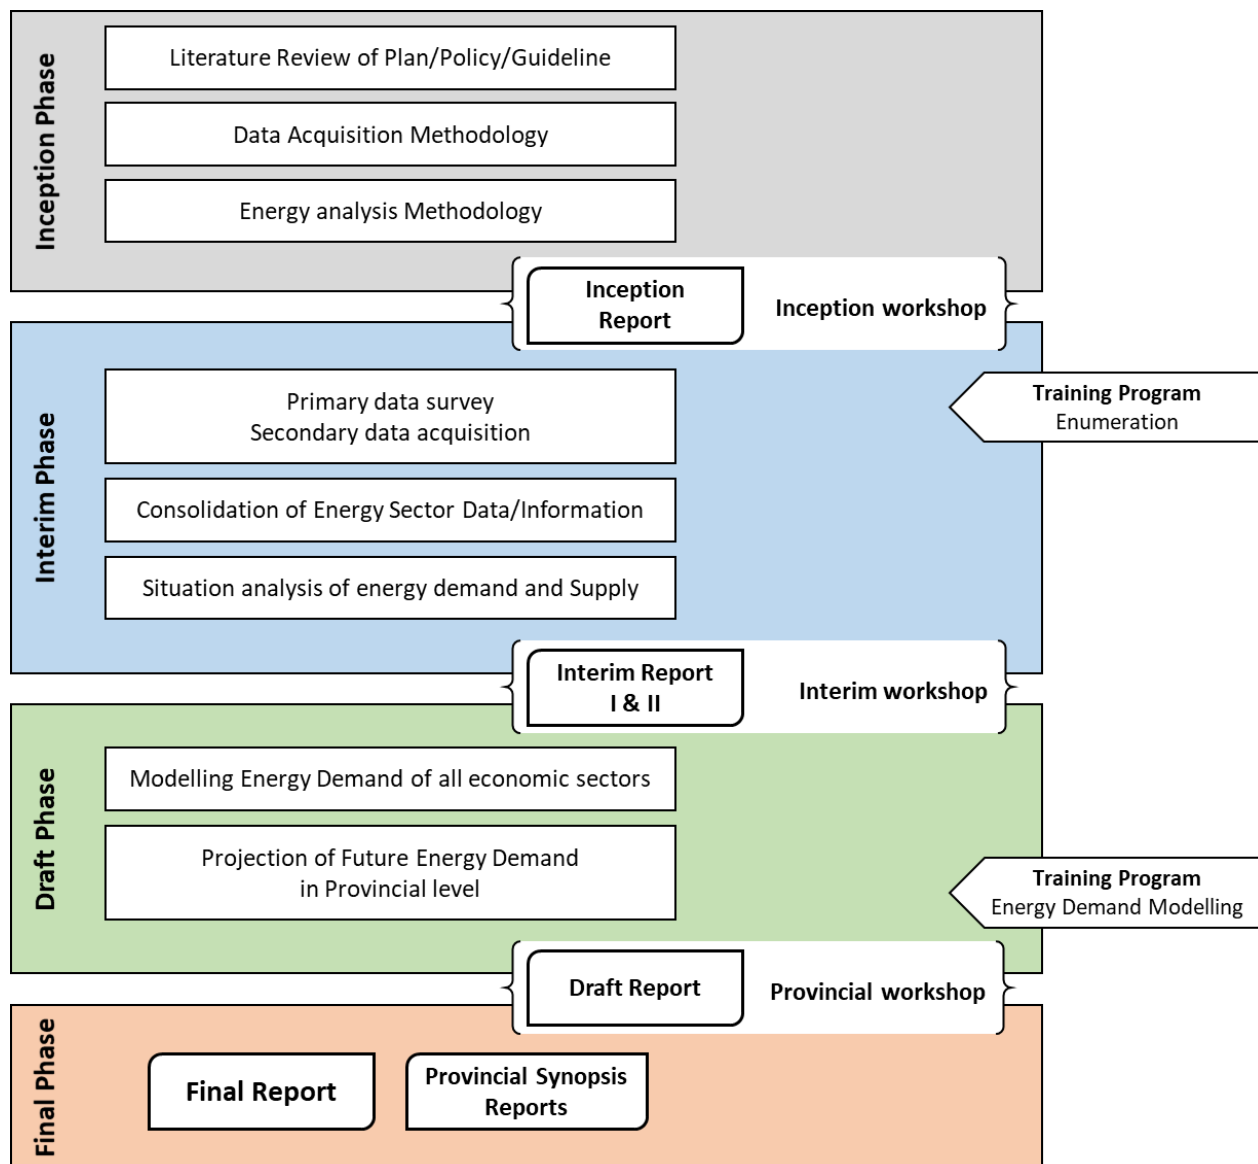 Inception Phase
Literature Review of Plan/Policy/Guideline
Data Acquisition Methodology
Energy analysis Methodology
Inception
Report
Inception workshop
Interim Phase
Primary data survey
Secondary data acquisition
Training Program
Enumeration
Consolidation of Energy Sector Data/Information
Situation analysis of energy demand and Supply
Interim Report
I & II
Interim workshop
Draft Phase
Modelling Energy Demand of all economic sectors
Projection of Future Energy Demand
in Provincial level
Training Program
Energy Demand Modelling
Draft Report
Provincial workshop
Final Phase
Final Report
Provincial Synopsis
Reports